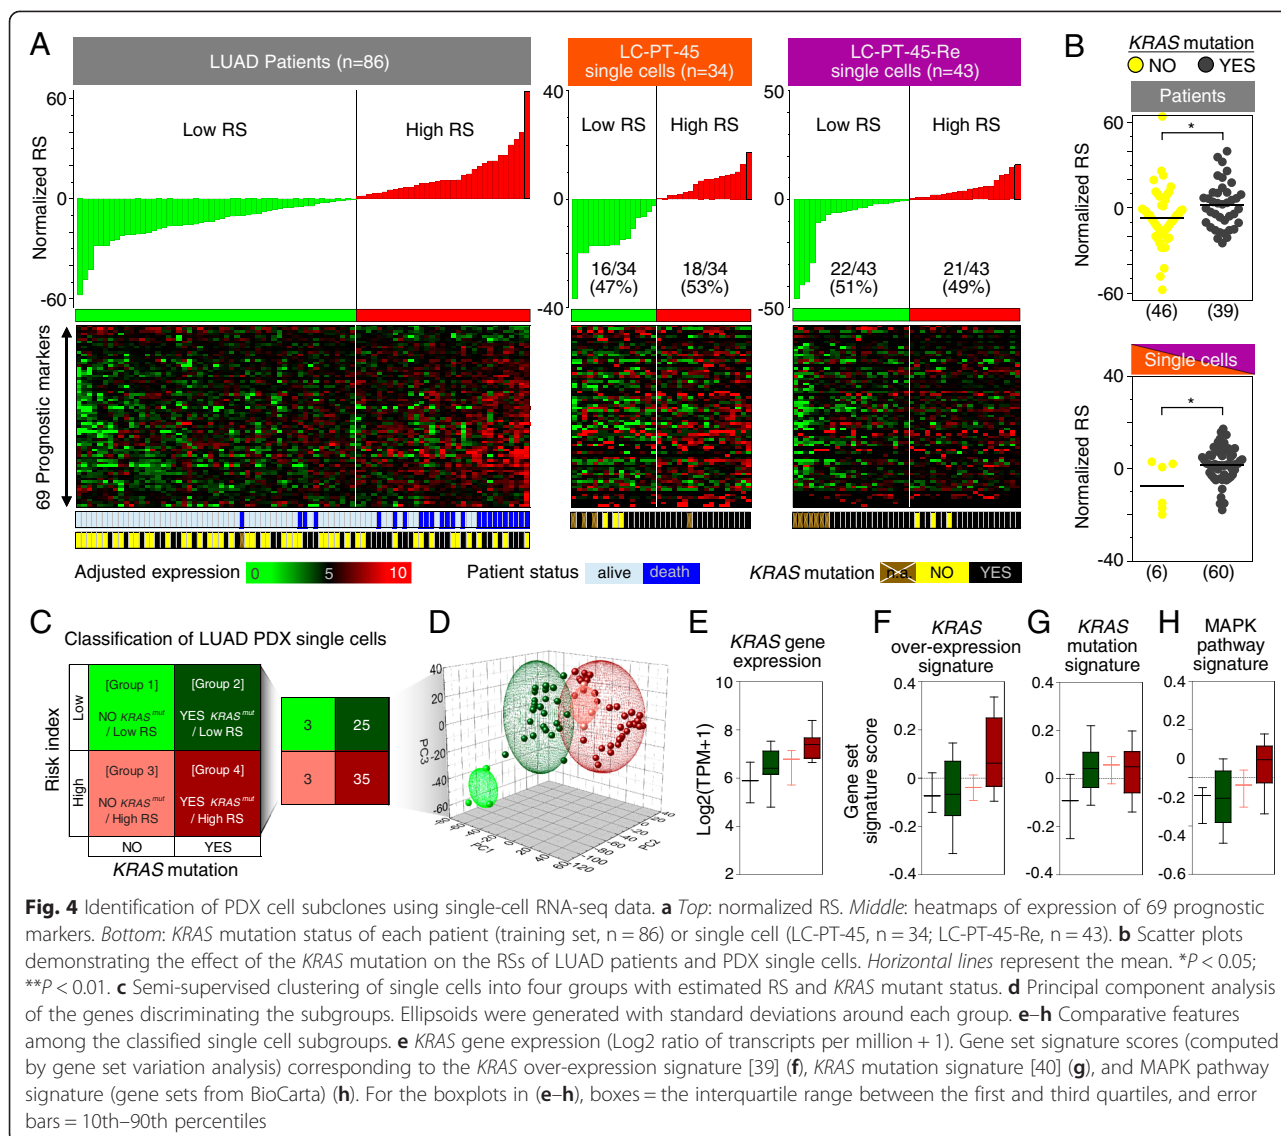 A
LUAD Patients (n=86)
LC-PT-45
single cells (n=34)
LC-PT-45-Re
single cells (n=43)
Normalized RS
60
0
-60
Low RS
High RS
40
0
-40
Low RS
High RS
16/34
(47%)
18/34
(53%)
50
0
-50
Low RS
High RS
22/43
(51%)
21/43
(49%)
69 Prognostic markers
Adjusted expression
0
5
10
Patient status
alive
death
KRAS mutation
n.a.
NO
YES
B
KRAS mutation
NO
YES
Patients
*
Normalized RS
60
0
-60
(46)
(39)
Single cells
*
Normalized RS
40
0
-40
(6)
(60)
C
Classification of LUAD PDX single cells
Risk index
Low
High
[Group 1]
NO KRAS mut
/ Low RS
[Group 2]
YES KRAS mut
/ Low RS
[Group 3]
NO KRAS mut
/ High RS
[Group 4]
YES KRAS mut
/ High RS
NO
YES
KRAS mutation
3
25
3
35
D
40
20
0
-20
-40
-60
PC3
PC1
PC2
E
KRAS gene
expression
Log2(TPM+1)
10
8
6
4
2
F
KRAS
over-expression
signature
Gene set
signature score
0.4
0.2
0
-0.2
-0.4
G
KRAS
mutation
signature
0.4
0.2
0
-0.2
-0.4
H
MAPK
pathway
signature
0.4
0.2
0
-0.2
-0.4
-0.6
Fig. 4 Identification of PDX cell subclones using single-cell RNA-seq data. a Top: normalized RS. Middle: heatmaps of expression of 69 prognostic
markers. Bottom: KRAS mutation status of each patient (training set, n = 86) or single cell (LC-PT-45, n = 34; LC-PT-45-Re, n = 43). b Scatter plots
demonstrating the effect of the KRAS mutation on the RSs of LUAD patients and PDX single cells. Horizontal lines represent the mean. *P < 0.05;
**P < 0.01. c Semi-supervised clustering of single cells into four groups with estimated RS and KRAS mutant status. d Principal component analysis
of the genes discriminating the subgroups. Ellipsoids were generated with standard deviations around each group. e–h Comparative features
among the classified single cell subgroups. e KRAS gene expression (Log2 ratio of transcripts per million + 1). Gene set signature scores (computed
by gene set variation analysis) corresponding to the KRAS over-expression signature [39] (f), KRAS mutation signature [40] (g), and MAPK pathway
signature (gene sets from BioCarta) (h). For the boxplots in (e–h), boxes = the interquartile range between the first and third quartiles, and error
bars = 10th–90th percentiles